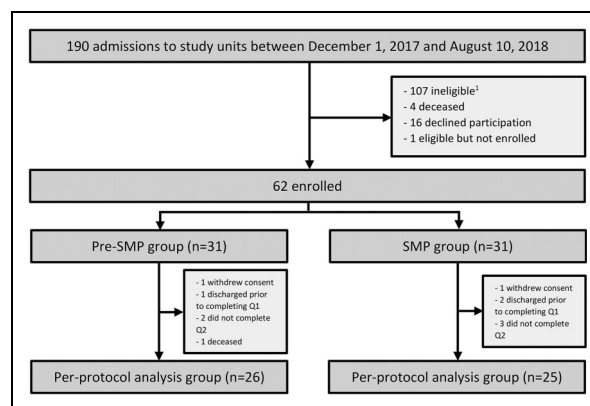 190 admissions to study units between December 1, 2017 and August 10, 2018
- 107 ineligible¹
- 4 deceased
- 16 declined participation
- 1 eligible but not enrolled
62 enrolled
Pre-SMP group (n=31)
SMP group (n=31)
- 1 withdrew consent
- 1 discharged prior
to completing Q1
- 2 did not complete
Q2
- 1 deceased
- 1 withdrew consent
- 2 discharged prior
to completing Q1
- 3 did not complete
Q2
Per-protocol analysis group (n=26)
Per-protocol analysis group (n=25)